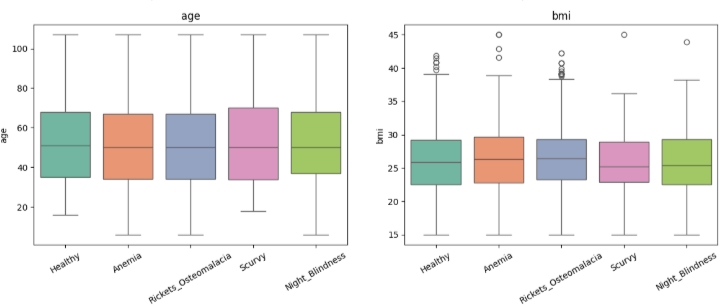 age
100
80
60
40
20
age
Healthy
Anemia
Rickets_Osteomalacia
Scurvy
Night_Blindness
bmi
45
40
35
30
25
20
15
bmi
Healthy
Anemia
Rickets_Osteomalacia
Scurvy
Night_Blindness